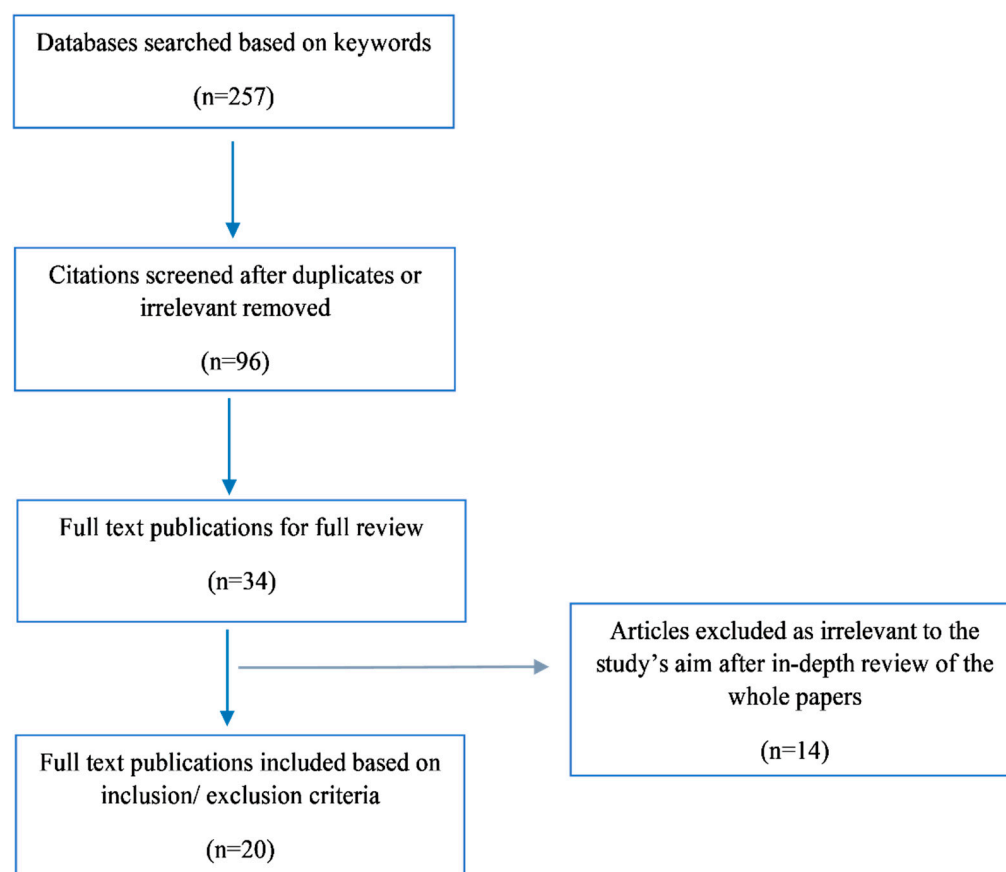 Databases searched based on keywords
(n=257)
Citations screened after duplicates or
irrelevant removed
(n=96)
Full text publications for full review
(n=34)
Articles excluded as irrelevant to the
study’s aim after in-depth review of the
whole papers
(n=14)
Full text publications included based on
inclusion/ exclusion criteria
(n=20)